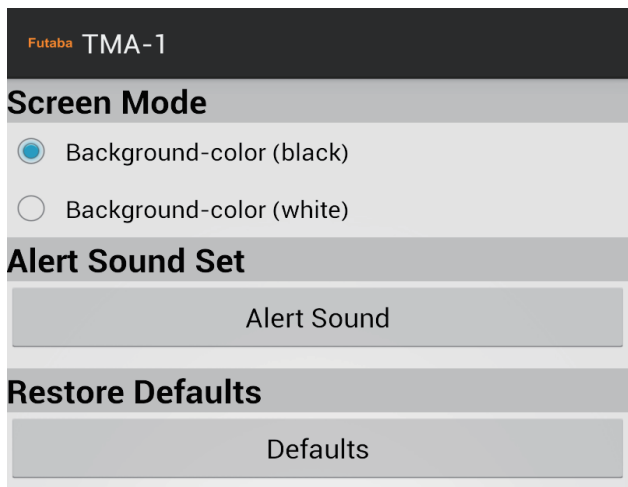 Futaba TMA-1
Screen Mode
Background-color (black)
Background-color (white)
Alert Sound Set
Alert Sound
Restore Defaults
Defaults